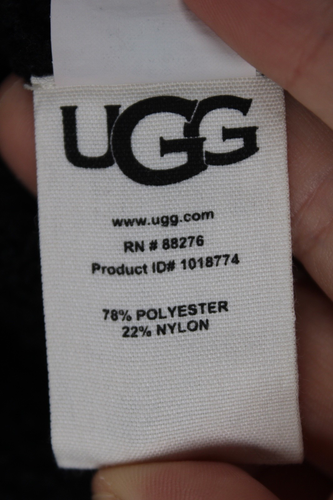 UGG
www.ugg.com
RN # 88276
Product ID# 1018774
78% POLYESTER
22% NYLON